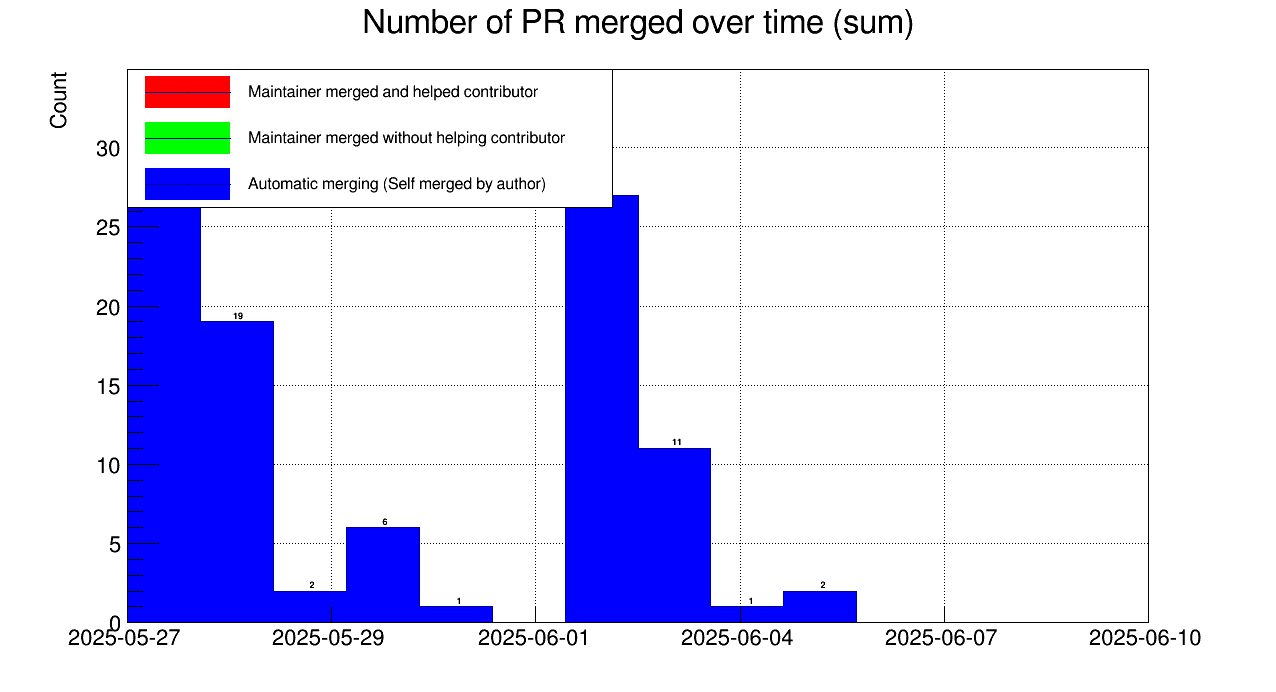 Number of PR merged over time (sum)
Count
Maintainer merged and helped contributor
Maintainer merged without helping contributor
Automatic merging (Self merged by author)
30
25
20
15
10
5
0
19
2
6
1
11
1
2
2025-05-27 2025-05-29 2025-06-01 2025-06-04 2025-06-07 2025-06-10